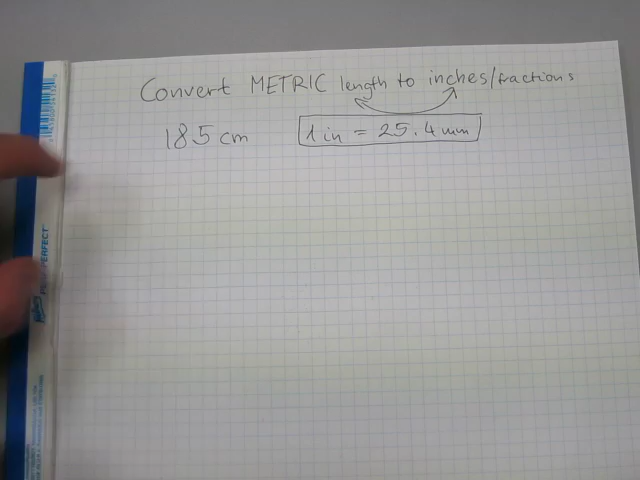 Convert METRIC length to inches/fractions
185 cm
1 in = 25.4 mm